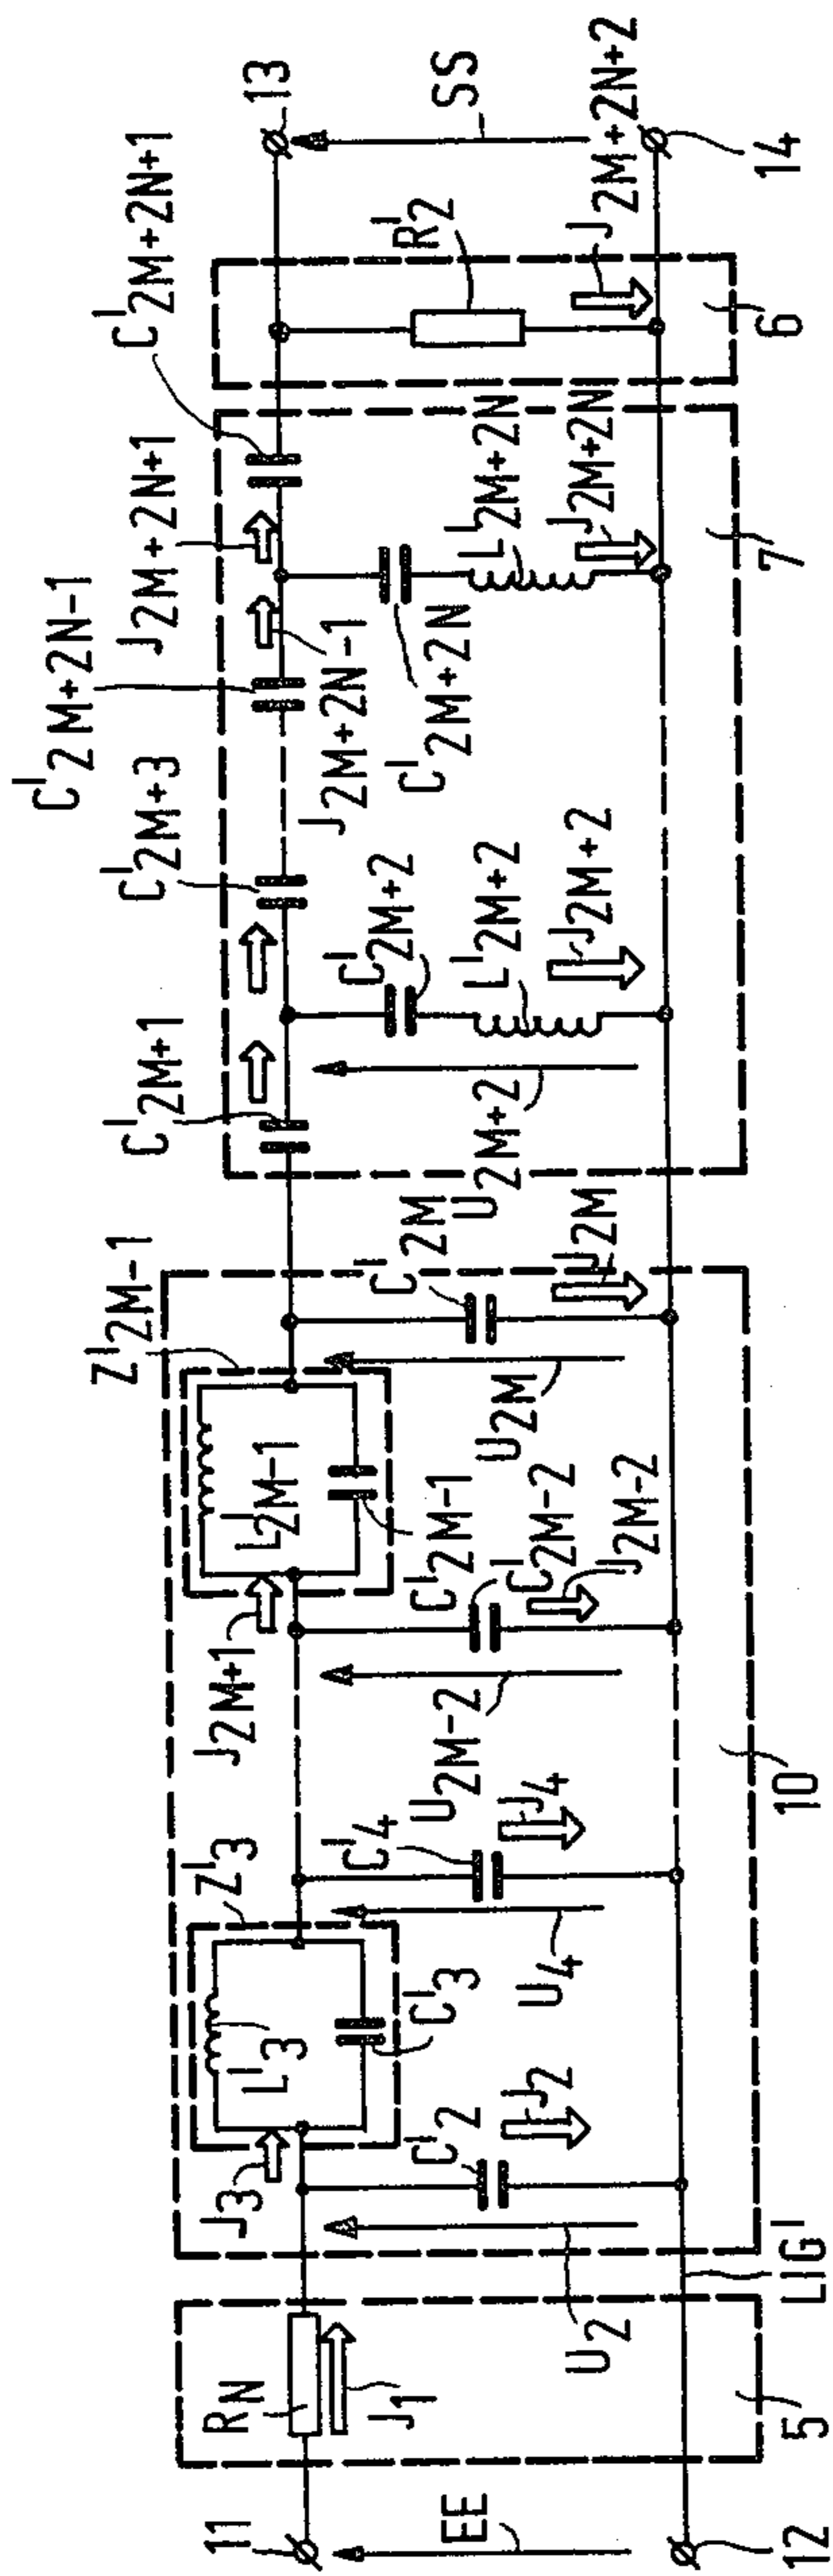 11
EE
12
R_N
J_1
5
LIG'
U_2
J_3
C'_2
J_2
L'_3
C'_3
Z'_3
U_4
C'_4
J_4
10
U_2M-2
J_2M+1
C'_2M-2
J_2M-2
L'_2M-1
C'_2M-1
Z'_2M-1
U_2M
C'_2M
J_2M
U_2M+2
C'_2M+1
C'_2M+2
L'_2M+2
J_2M+2
C'_2M+3
C'_2M+2N-1
J_2M+2N-1
C'_2M+2N
L'_2M+2N
J_2M+2N
J_2M+2N+1
7
C'_2M+2N+1
R'_2
J_2M+2N+2
6
13
SS
14